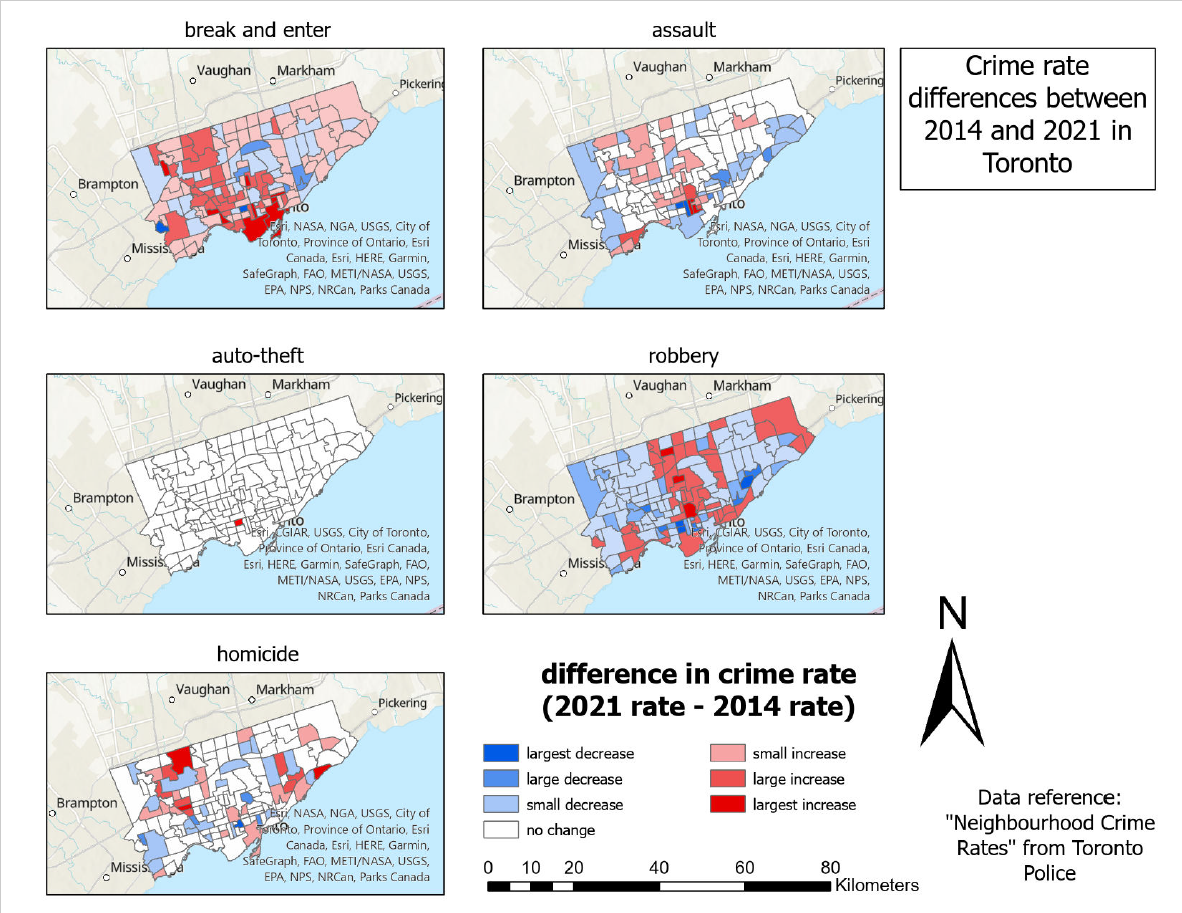 break and enter
Vaughan
Markham
Pickering
Brampton
Esri, NASA, NGA, USGS, City of
Toronto, Province of Ontario, Esri
Canada, Esri, HERE, Garmin,
SafeGraph, FAO, METI/NASA, USGS,
EPA, NPS, NRCan, Parks Canada
assault
Vaughan
Markham
Pickering
Brampton
Esri, NASA, NGA, USGS, City of
Toronto, Province of Ontario, Esri
Canada, Esri, HERE, Garmin,
SafeGraph, FAO, METI/NASA, USGS,
EPA, NPS, NRCan, Parks Canada
Crime rate
differences between
2014 and 2021 in
Toronto
auto-theft
Vaughan
Markham
Pickering
Brampton
Esri, CGIAR, USGS, City of Toronto,
Province of Ontario, Esri Canada,
Esri, HERE, Garmin, SafeGraph, FAO,
METI/NASA, USGS, EPA, NPS,
NRCan, Parks Canada
robbery
Vaughan
Markham
Pickering
Brampton
Esri, CGIAR, USGS, City of Toronto,
Province of Ontario, Esri Canada,
Esri, HERE, Garmin, SafeGraph, FAO,
METI/NASA, USGS, EPA, NPS,
NRCan, Parks Canada
homicide
Vaughan
Markham
Pickering
Brampton
Esri, NASA, NGA, USGS, City of
Toronto, Province of Ontario, Esri
Canada, Esri, HERE, Garmin,
SafeGraph, FAO, METI/NASA, USGS,
EPA, NPS, NRCan, Parks Canada
difference in crime rate
(2021 rate - 2014 rate)
largest decrease
large decrease
small decrease
no change
small increase
large increase
largest increase
0 10 20 40 60 80
Kilometers
N
Data reference:
"Neighbourhood Crime
Rates" from Toronto
Police